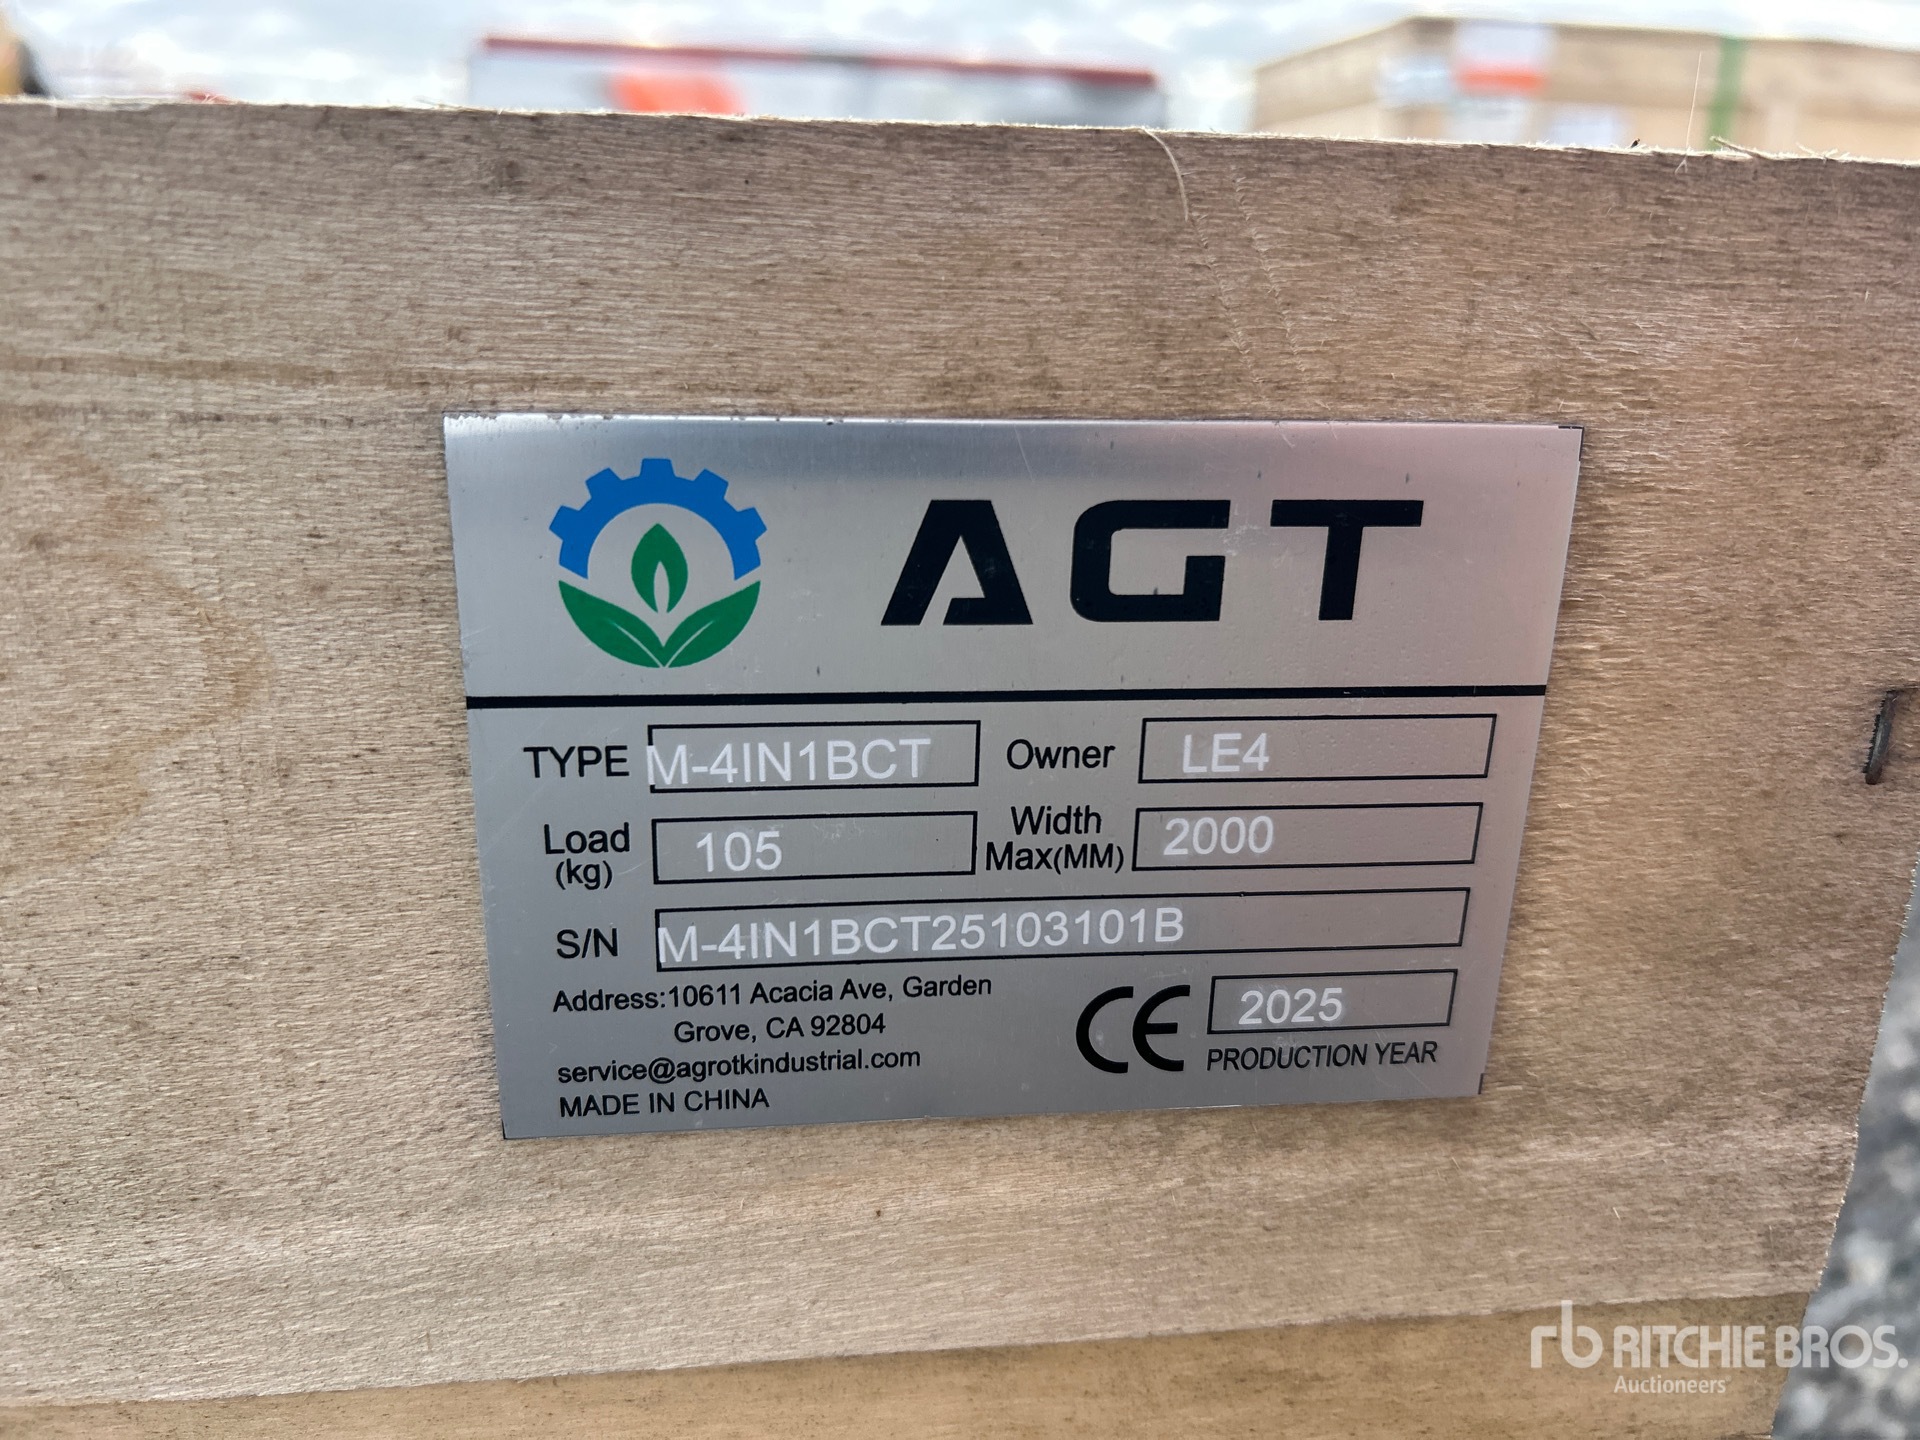 AGT
TYPE M-4IN1BCT Owner LE4
Load (kg) 105 Width Max(MM) 2000
S/N M-4IN1BCT25103101B
Address:10611 Acacia Ave, Garden
Grove, CA 92804
service@agrotkindustrial.com
MADE IN CHINA
CE 2025
PRODUCTION YEAR
rb RITCHIE BROS.
Auctioneers